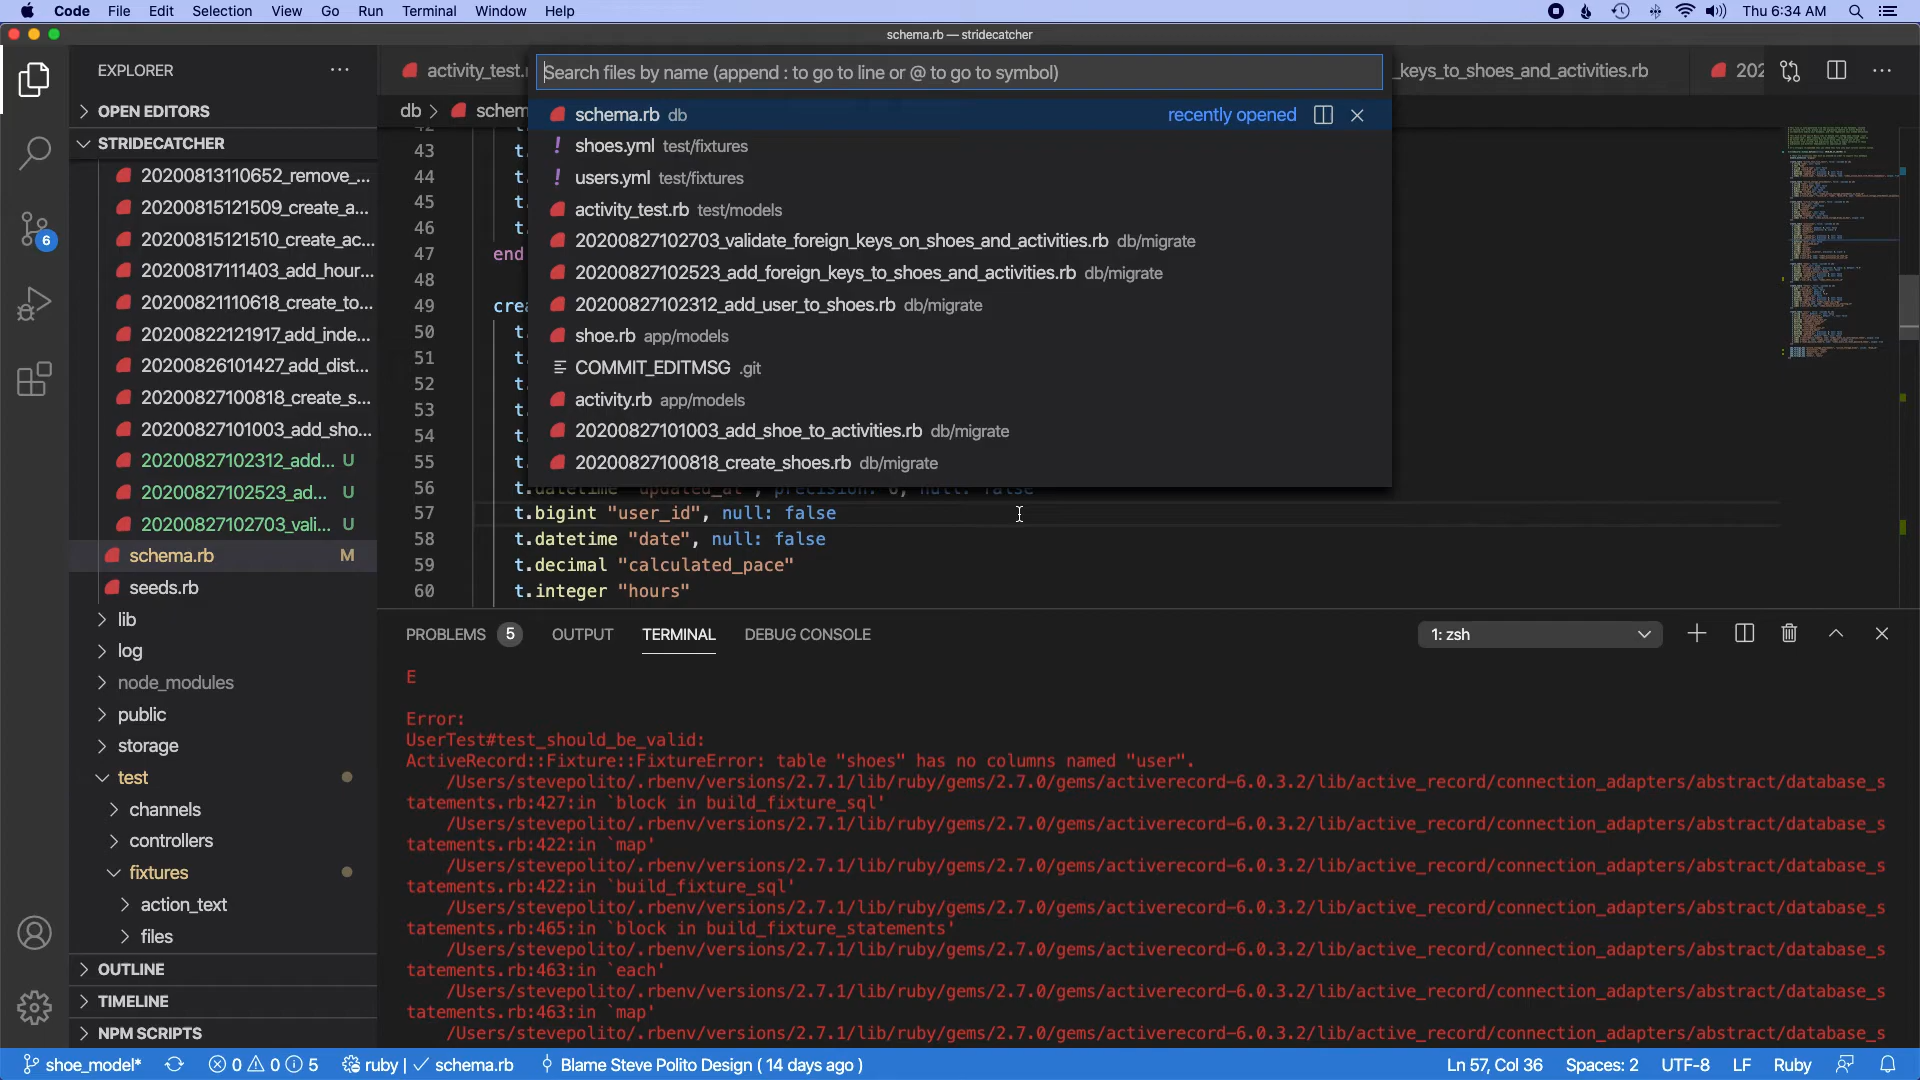 Code File Edit Selection View Go Run Terminal Window Help Thu 6:34 AM
schema.rb — stridecatcher
EXPLORER
activity_test.r
Search files by name (append : to go to line or @ to go to symbol)
_keys_to_shoes_and_activities.rb
202
OPEN EDITORS
STRIDECATCHER
20200813110652_remove_...
20200815121509_create_a...
20200815121510_create_ac...
20200817111403_add_hour...
20200821110618_create_to...
20200822121917_add_inde...
20200826101427_add_dist...
20200827100818_create_s...
20200827101003_add_sho...
20200827102312_add... U
20200827102523_ad... U
20200827102703_vali... U
schema.rb M
seeds.rb
lib
log
node_modules
public
storage
test
channels
controllers
fixtures
action_text
files
OUTLINE
TIMELINE
NPM SCRIPTS
6
db > schem
schema.rb db recently opened
shoes.yml test/fixtures
users.yml test/fixtures
activity_test.rb test/models
20200827102703_validate_foreign_keys_on_shoes_and_activities.rb db/migrate
20200827102523_add_foreign_keys_to_shoes_and_activities.rb db/migrate
20200827102312_add_user_to_shoes.rb db/migrate
shoe.rb app/models
COMMIT_EDITMSG .git
activity.rb app/models
20200827101003_add_shoe_to_activities.rb db/migrate
20200827100818_create_shoes.rb db/migrate
42 t.
43 t.
44 t.
45 t.
46 t.
47 end
48
49 crea
50 t.
51 t.
52 t.
53 t.
54 t.
55 t.
56 t.datetime "updated_at", precision: 6, null: false
57 t.bigint "user_id", null: false
58 t.datetime "date", null: false
59 t.decimal "calculated_pace"
60 t.integer "hours"
PROBLEMS 5 OUTPUT TERMINAL DEBUG CONSOLE 1: zsh
E
Error:
UserTest#test_should_be_valid:
ActiveRecord::Fixture::FixtureError: table "shoes" has no columns named "user".
/Users/stevepolito/.rbenv/versions/2.7.1/lib/ruby/gems/2.7.0/gems/activerecord-6.0.3.2/lib/active_record/connection_adapters/abstract/database_s
tatements.rb:427:in `block in build_fixture_sql'
/Users/stevepolito/.rbenv/versions/2.7.1/lib/ruby/gems/2.7.0/gems/activerecord-6.0.3.2/lib/active_record/connection_adapters/abstract/database_s
tatements.rb:422:in `map'
/Users/stevepolito/.rbenv/versions/2.7.1/lib/ruby/gems/2.7.0/gems/activerecord-6.0.3.2/lib/active_record/connection_adapters/abstract/database_s
tatements.rb:422:in `build_fixture_sql'
/Users/stevepolito/.rbenv/versions/2.7.1/lib/ruby/gems/2.7.0/gems/activerecord-6.0.3.2/lib/active_record/connection_adapters/abstract/database_s
tatements.rb:465:in `block in build_fixture_statements'
/Users/stevepolito/.rbenv/versions/2.7.1/lib/ruby/gems/2.7.0/gems/activerecord-6.0.3.2/lib/active_record/connection_adapters/abstract/database_s
tatements.rb:463:in `each'
/Users/stevepolito/.rbenv/versions/2.7.1/lib/ruby/gems/2.7.0/gems/activerecord-6.0.3.2/lib/active_record/connection_adapters/abstract/database_s
tatements.rb:463:in `map'
/Users/stevepolito/.rbenv/versions/2.7.1/lib/ruby/gems/2.7.0/gems/activerecord-6.0.3.2/lib/active_record/connection_adapters/abstract/database_s
shoe_model* 0 0 5 ruby | ✓ schema.rb Blame Steve Polito Design ( 14 days ago ) Ln 57, Col 36 Spaces: 2 UTF-8 LF Ruby